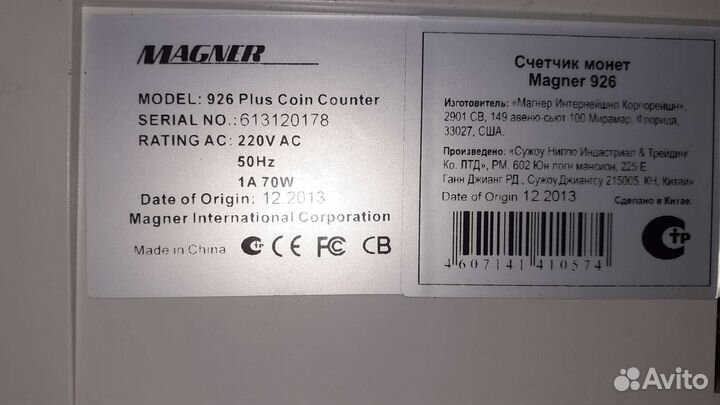 MAGNER
MODEL: 926 Plus Coin Counter
SERIAL NO.:613120178
RATING AC: 220V AC
50Hz
1A 70W
Date of Origin: 12.2013
Magner International Corporation
Made in China CE FC CB
Счетчик монет
Magner 926
Изготовитель: «Магнер Интернейшнл Корпорейшн»,
2901 СВ, 149 авеню-сьют 100 Мирамар, Флорида,
33027, США.
Произведено: «Сужоу Ниппо Индастриал & Трейдинг
Ко. ЛТД», РМ. 602 Юн логн мансион, 225 Е.
Ганн Джианг РД., Сужоу Джиангсу 215005. КН, Китай»
Date of Origin 12.2013 Сделано в Китае.
4607141410574
Avito